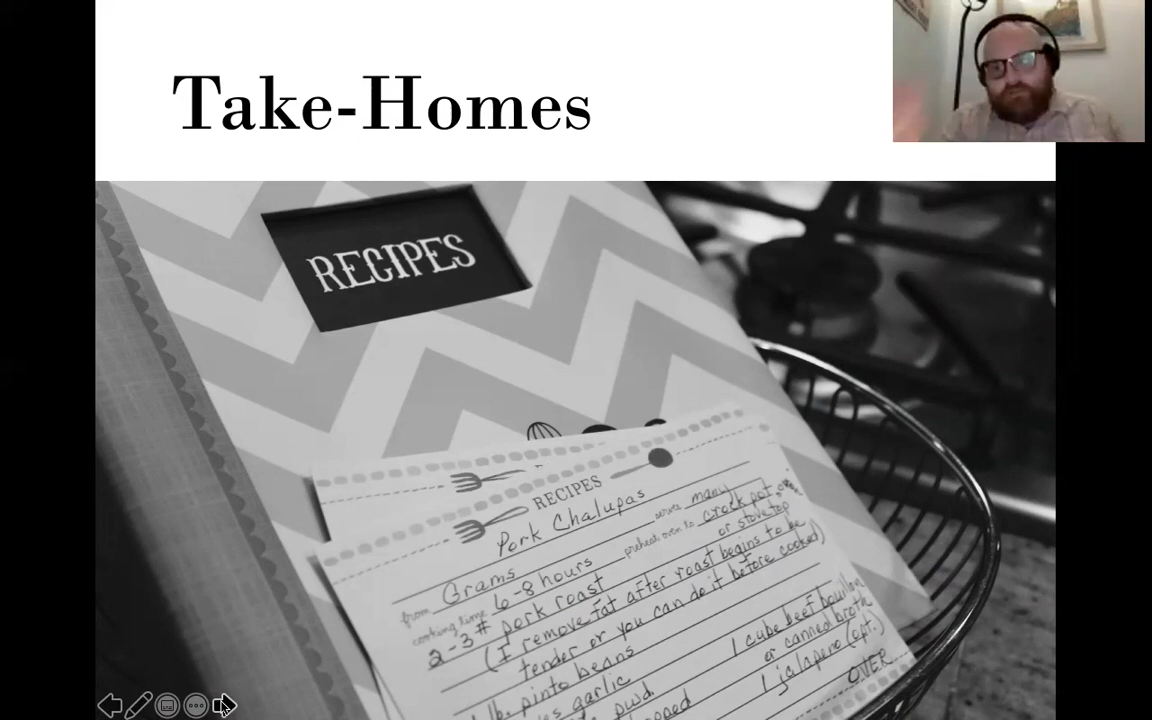 Take-Homes
RECIPES
RECIPES
Pork Chalupas
serves many
from Grams
preheat oven to crock pot
or stove top
cooking time 6-8 hours
2-3 # pork roast
(I remove fat after roast begins to be
tender or you can do it before cooked)
lb. pinto beans
1 cube beef bouillon
or canned broth
garlic
1 jalapeno (opt.)
pwd.
OVER